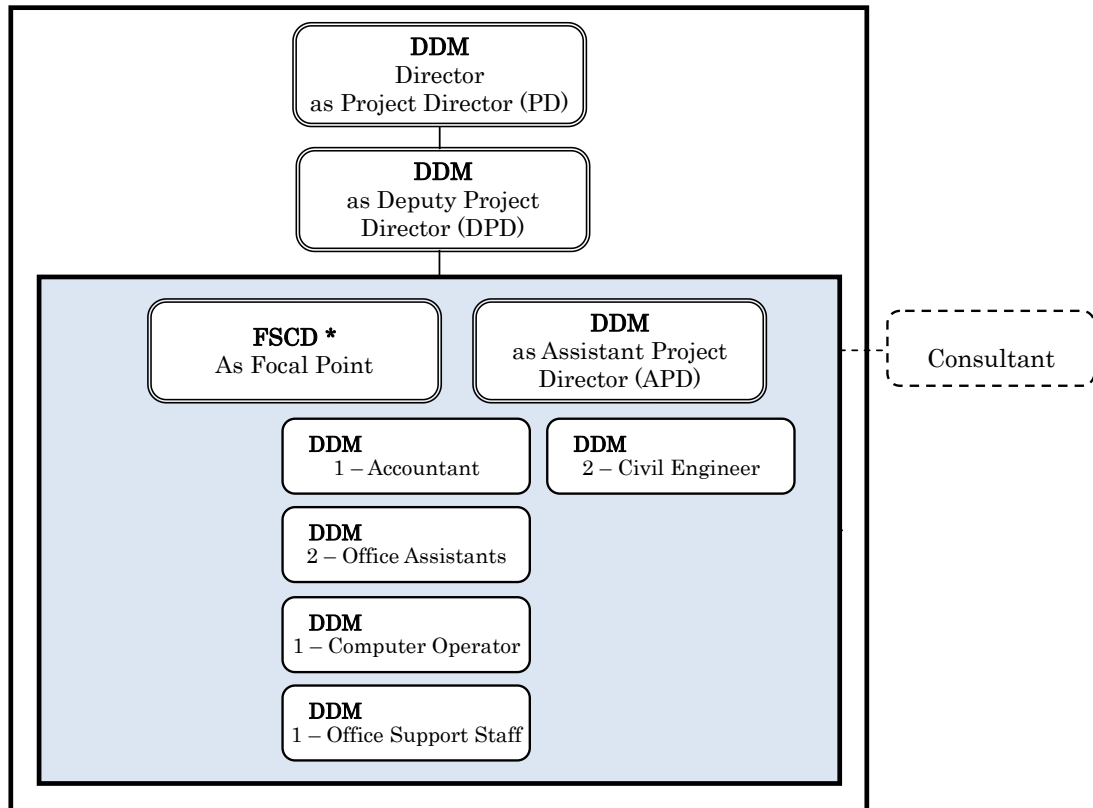 DDM
Director
as Project Director (PD)
DDM
as Deputy Project
Director (DPD)
FSCD *
As Focal Point
DDM
as Assistant Project
Director (APD)
Consultant
DDM
1 – Accountant
DDM
2 – Civil Engineer
DDM
2 – Office Assistants
DDM
1 – Computer Operator
DDM
1 – Office Support Staff